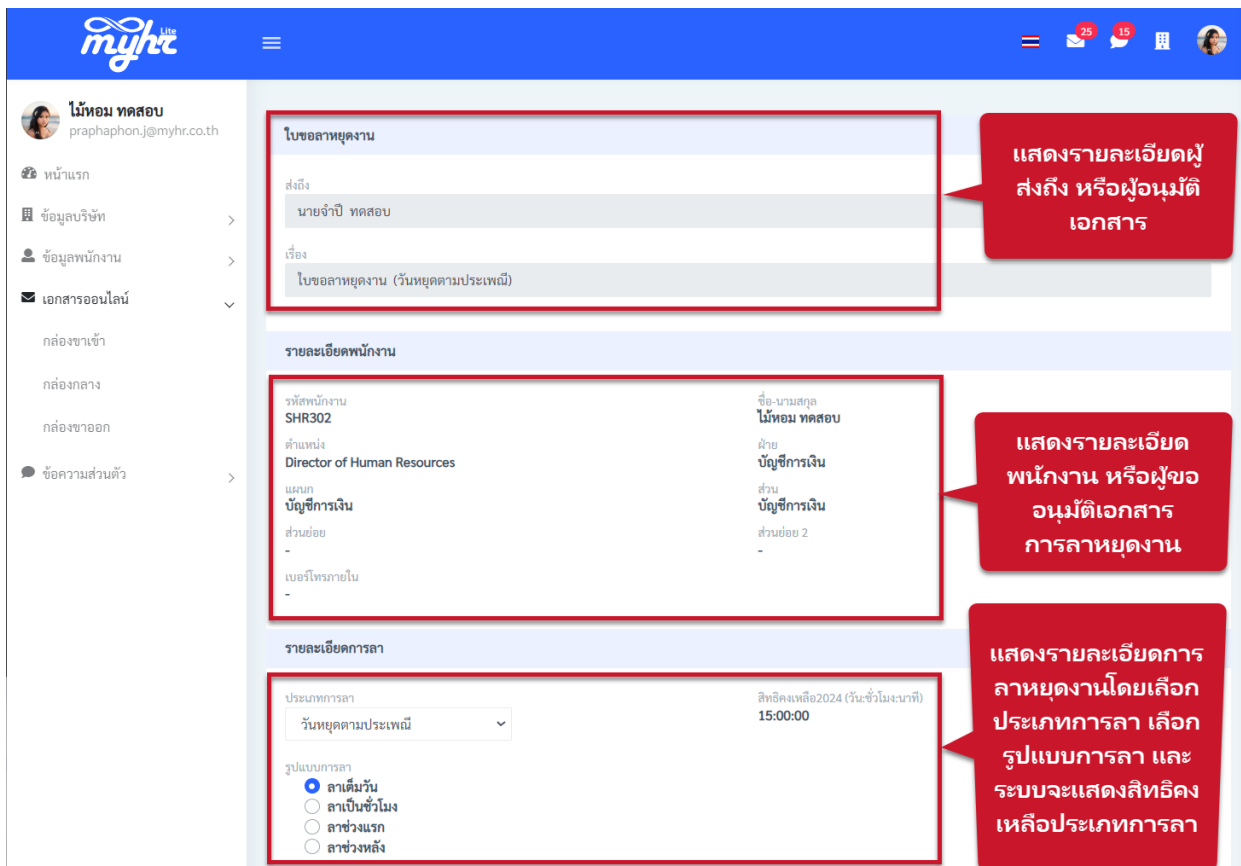 myhr Lite
25
15
ไม้หอม ทดสอบ
praphaphon.j@myhr.co.th
หน้าแรก
ข้อมูลบริษัท
ข้อมูลพนักงาน
เอกสารออนไลน์
กล่องขาเข้า
กล่องกลาง
กล่องขาออก
ข้อความส่วนตัว
ใบขอลาหยุดงาน
ส่งถึง
นายจำปี ทดสอบ
เรื่อง
ใบขอลาหยุดงาน (วันหยุดตามประเพณี)
แสดงรายละเอียดผู้
ส่งถึง หรือผู้อนุมัติ
เอกสาร
รายละเอียดพนักงาน
รหัสพนักงาน
SHR302
ชื่อ-นามสกุล
ไม้หอม ทดสอบ
ตำแหน่ง
Director of Human Resources
ฝ่าย
บัญชีการเงิน
แผนก
บัญชีการเงิน
ส่วน
บัญชีการเงิน
ส่วนย่อย
-
ส่วนย่อย 2
-
เบอร์โทรภายใน
-
แสดงรายละเอียด
พนักงาน หรือผู้ขอ
อนุมัติเอกสาร
การลาหยุดงาน
รายละเอียดการลา
ประเภทการลา
วันหยุดตามประเพณี
สิทธิคงเหลือ2024 (วัน:ชั่วโมง:นาที)
15:00:00
รูปแบบการลา
ลาเต็มวัน
ลาเป็นชั่วโมง
ลาช่วงแรก
ลาช่วงหลัง
แสดงรายละเอียดการ
ลาหยุดงานโดยเลือก
ประเภทการลา เลือก
รูปแบบการลา และ
ระบบจะแสดงสิทธิคง
เหลือประเภทการลา